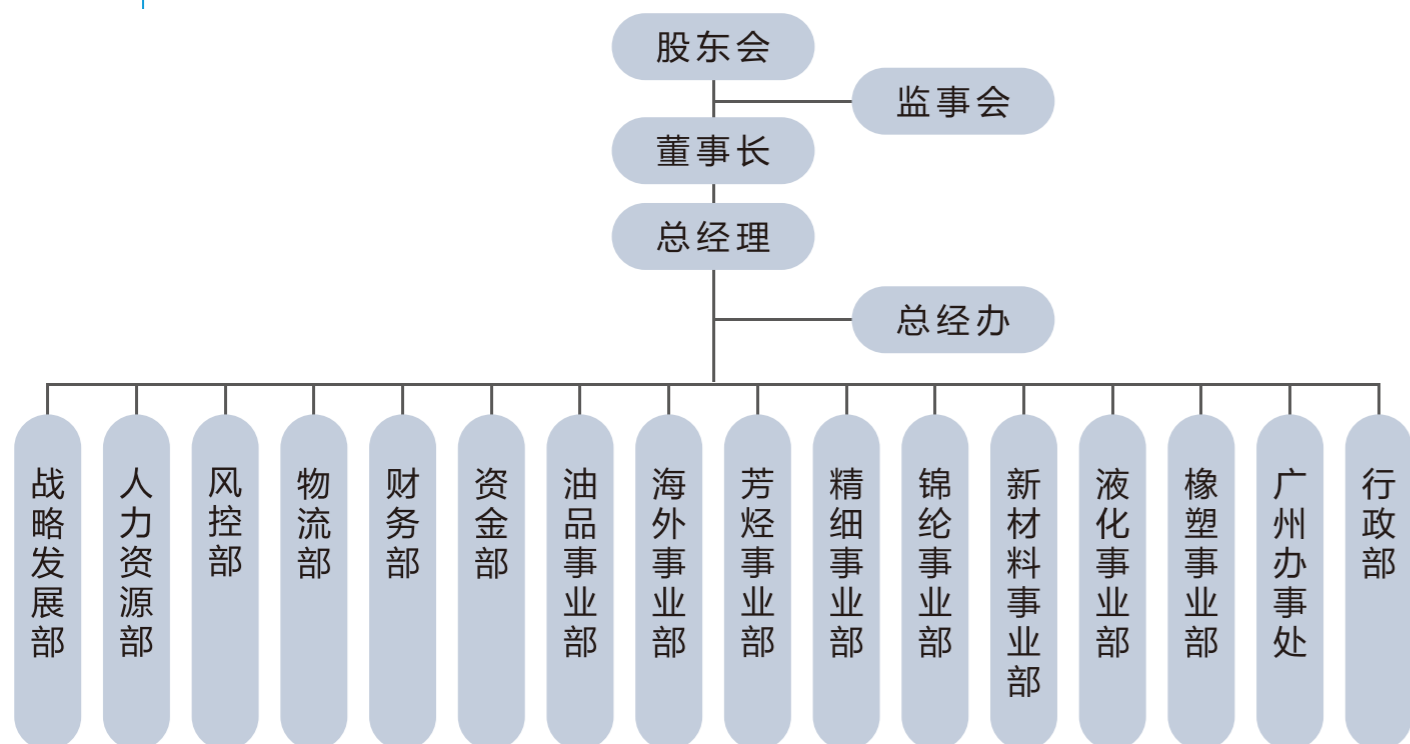 股东会
监事会
董事长
总经理
总经办
战略发展部
人力资源部
风控部
物流部
财务部
资金部
油品事业部
海外事业部
芳烃事业部
精细事业部
锦纶事业部
新材料事业部
液化事业部
橡塑事业部
广州办事处
行政部